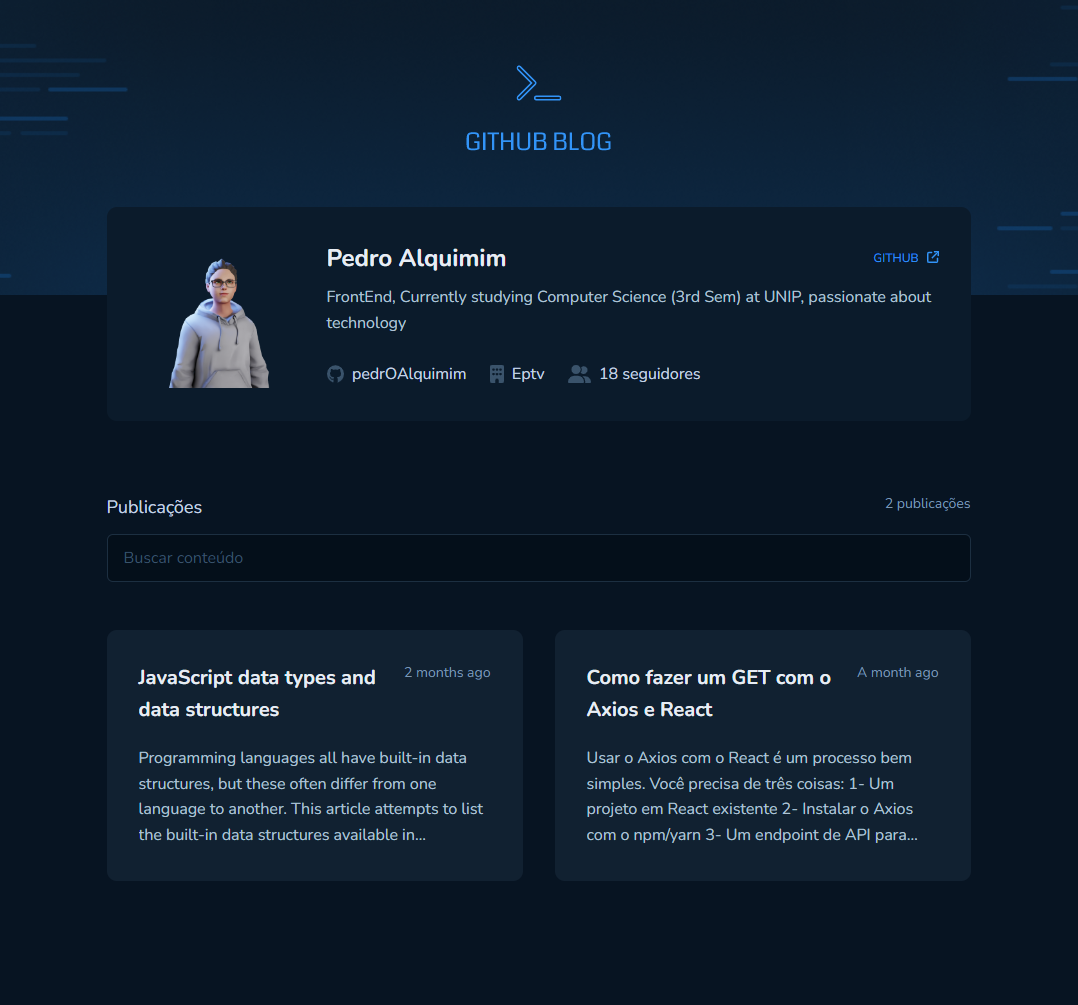 GITHUB BLOG
Pedro Alquimim
GITHUB
FrontEnd, Currently studying Computer Science (3rd Sem) at UNIP, passionate about
technology
pedrOAlquimim
Eptv
18 seguidores
Publicações
2 publicações
Buscar conteúdo
JavaScript data types and
data structures
2 months ago
Programming languages all have built-in data
structures, but these often differ from one
language to another. This article attempts to list
the built-in data structures available in...
Como fazer um GET com o
Axios e React
A month ago
Usar o Axios com o React é um processo bem
simples. Você precisa de três coisas: 1- Um
projeto em React existente 2- Instalar o Axios
com o npm/yarn 3- Um endpoint de API para...